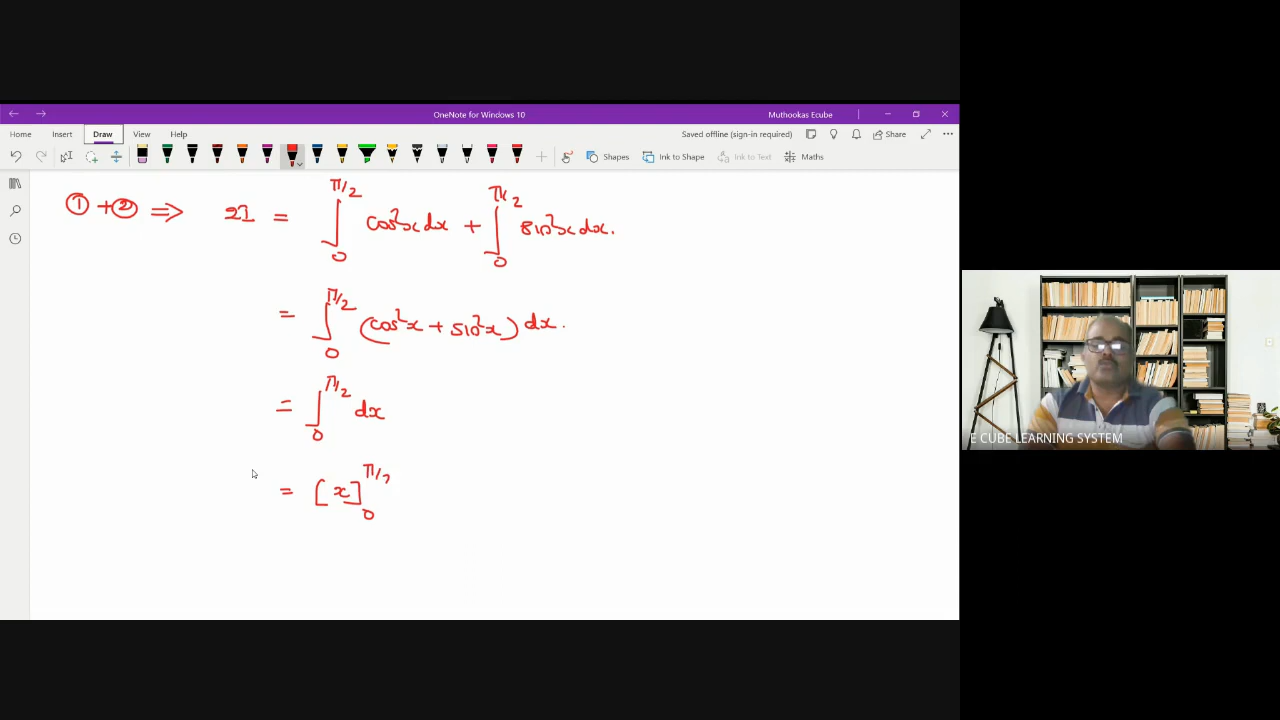 OneNote for Windows 10
Muthookas Ecube
Home Insert Draw View Help
Saved offline (sign-in required)
Share
Shapes Ink to Shape Ink to Text Maths
① + ② ⇒ 2I = ∫₀^π/2 cos²x dx + ∫₀^π/2 sin²x dx.
= ∫₀^π/2 (cos²x + sin²x) dx.
= ∫₀^π/2 dx
= [x]₀^π/2
E CUBE LEARNING SYSTEM